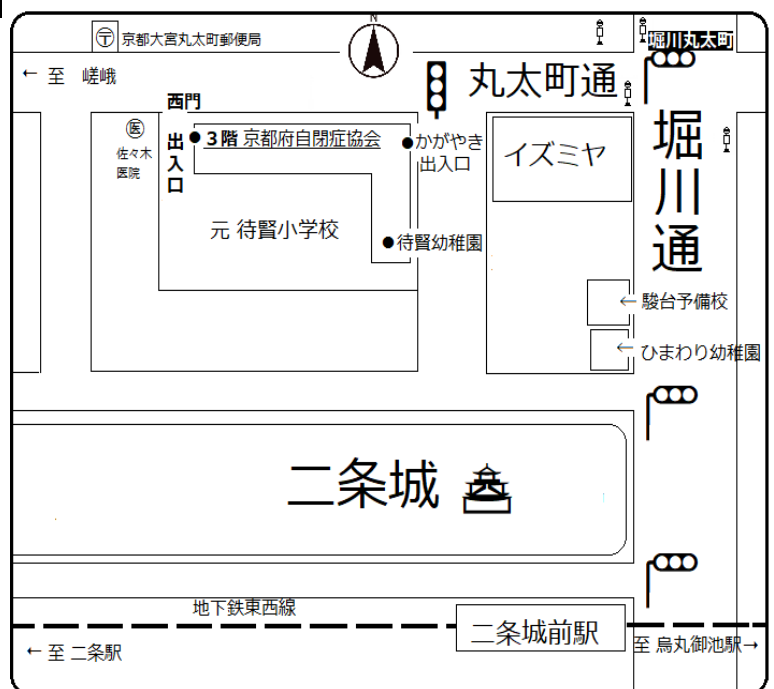 N
〒 京都大宮丸太町郵便局
堀川丸太町
← 至 嵯峨
丸太町通
西門
医
佐々木
医院
出入口
●3階 京都府自閉症協会
●かがやき
出入口
イズミヤ
堀川通
元 待賢小学校
●待賢幼稚園
← 駿台予備校
← ひまわり幼稚園
二条城
地下鉄東西線
二条城前駅
← 至 二条駅
至 烏丸御池駅→